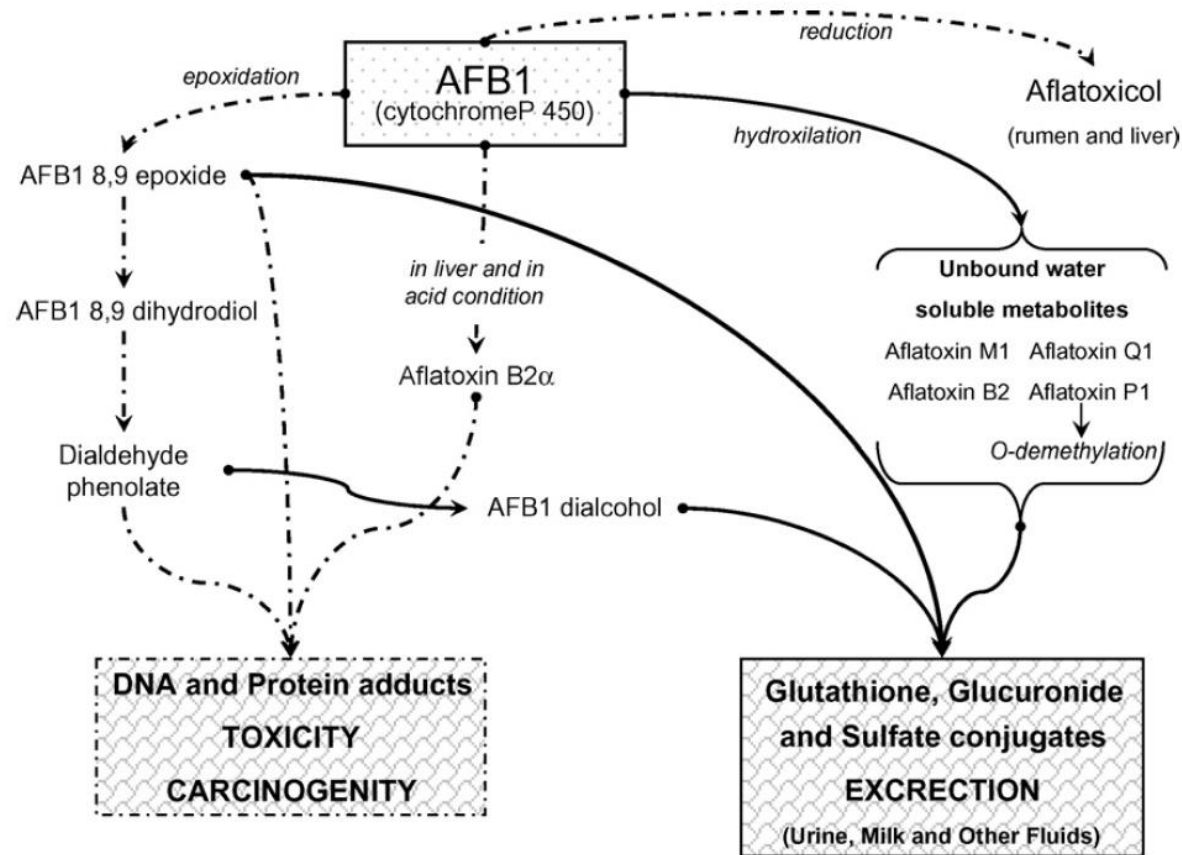 reduction
epoxidation
AFB1
(cytochromeP 450)
Aflatoxicol
(rumen and liver)
hydroxilation
AFB1 8,9 epoxide
in liver and in
acid condition
Unbound water
soluble metabolites
AFB1 8,9 dihydrodiol
Aflatoxin M1 Aflatoxin Q1
Aflatoxin B2α
Aflatoxin B2 Aflatoxin P1
O-demethylation
Dialdehyde
phenolate
AFB1 dialcohol
DNA and Protein adducts
TOXICITY
CARCINOGENITY
Glutathione, Glucuronide
and Sulfate conjugates
EXCRECTION
(Urine, Milk and Other Fluids)